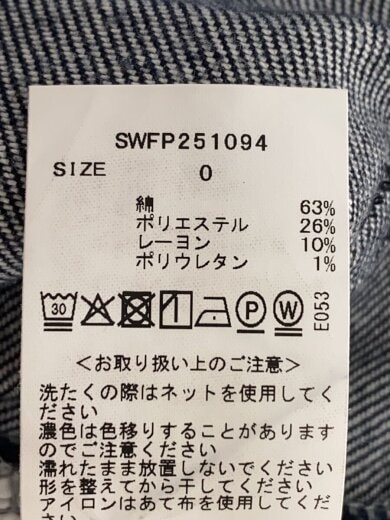 SWFP251094
SIZE 0
綿 63%
ポリエステル 26%
レーヨン 10%
ポリウレタン 1%
30 P W E053
＜お取り扱い上のご注意＞
洗たくの際はネットを使用してく
ださい
濃色は色移りすることがあります
のでご注意ください
濡れたまま放置しないでください
形を整えてから干してください
アイロンはあて布を使用してくだ
さい